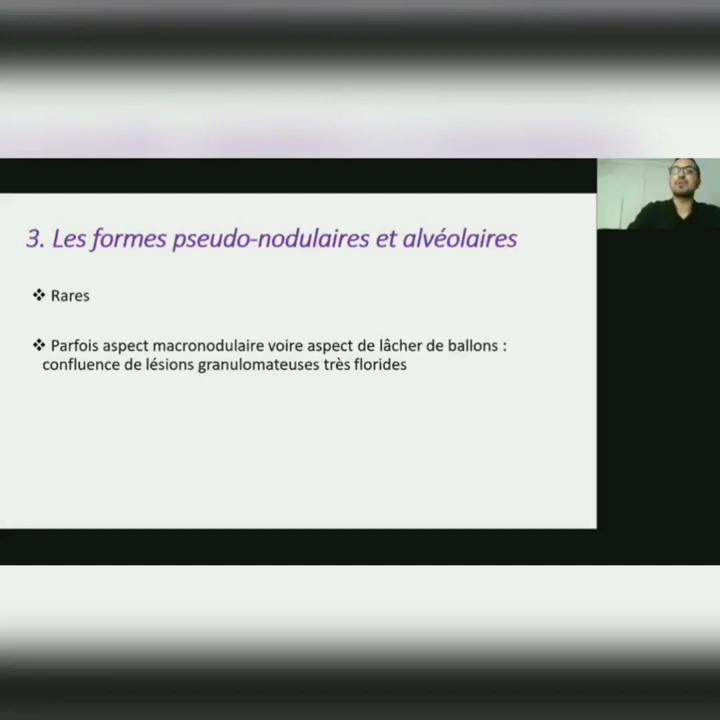 3. Les formes pseudo-nodulaires et alvéolaires
❖ Rares
❖ Parfois aspect macronodulaire voire aspect de lâcher de ballons :
confluence de lésions granulomateuses très florides